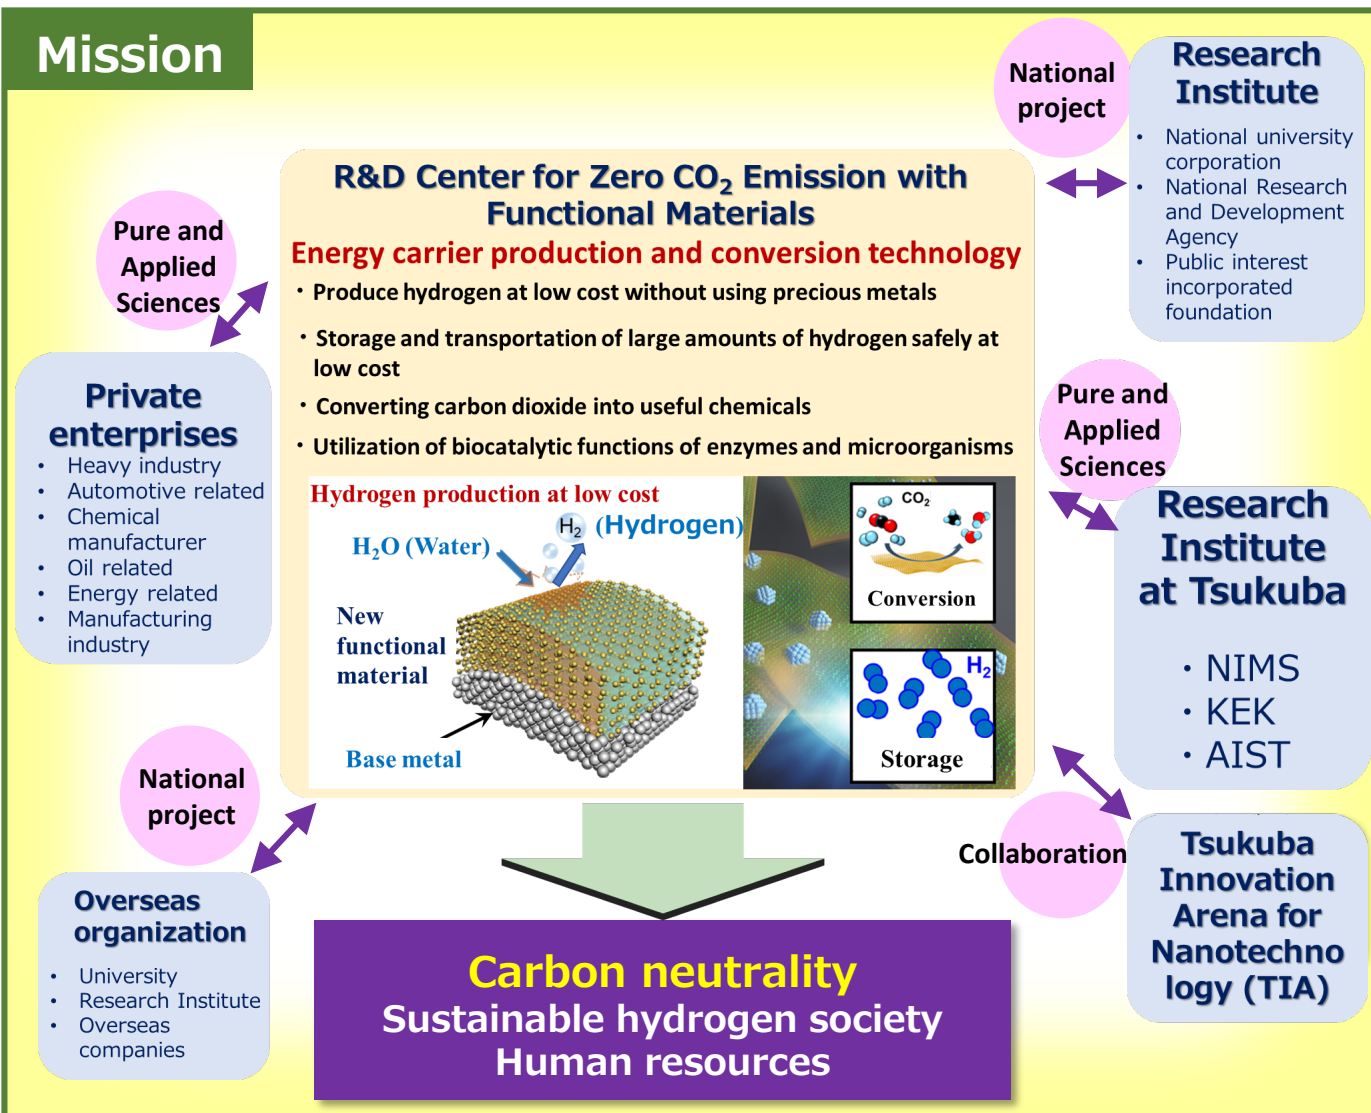 Mission
National
project
Research
Institute
• National university
corporation
• National Research
and Development
Agency
• Public interest
incorporated
foundation
R&D Center for Zero CO₂ Emission with
Functional Materials
Energy carrier production and conversion technology
・Produce hydrogen at low cost without using precious metals
・Storage and transportation of large amounts of hydrogen safely at
low cost
・Converting carbon dioxide into useful chemicals
・Utilization of biocatalytic functions of enzymes and microorganisms
Hydrogen production at low cost
H₂ (Hydrogen)
H₂O (Water)
New
functional
material
Base metal
CO₂
Conversion
H₂
Storage
Pure and
Applied
Sciences
Private
enterprises
• Heavy industry
• Automotive related
• Chemical
manufacturer
• Oil related
• Energy related
• Manufacturing
industry
Pure and
Applied
Sciences
Research
Institute
at Tsukuba
・NIMS
・KEK
・AIST
National
project
Overseas
organization
• University
• Research Institute
• Overseas
companies
Collaboration
Tsukuba
Innovation
Arena for
Nanotechno
logy (TIA)
Carbon neutrality
Sustainable hydrogen society
Human resources